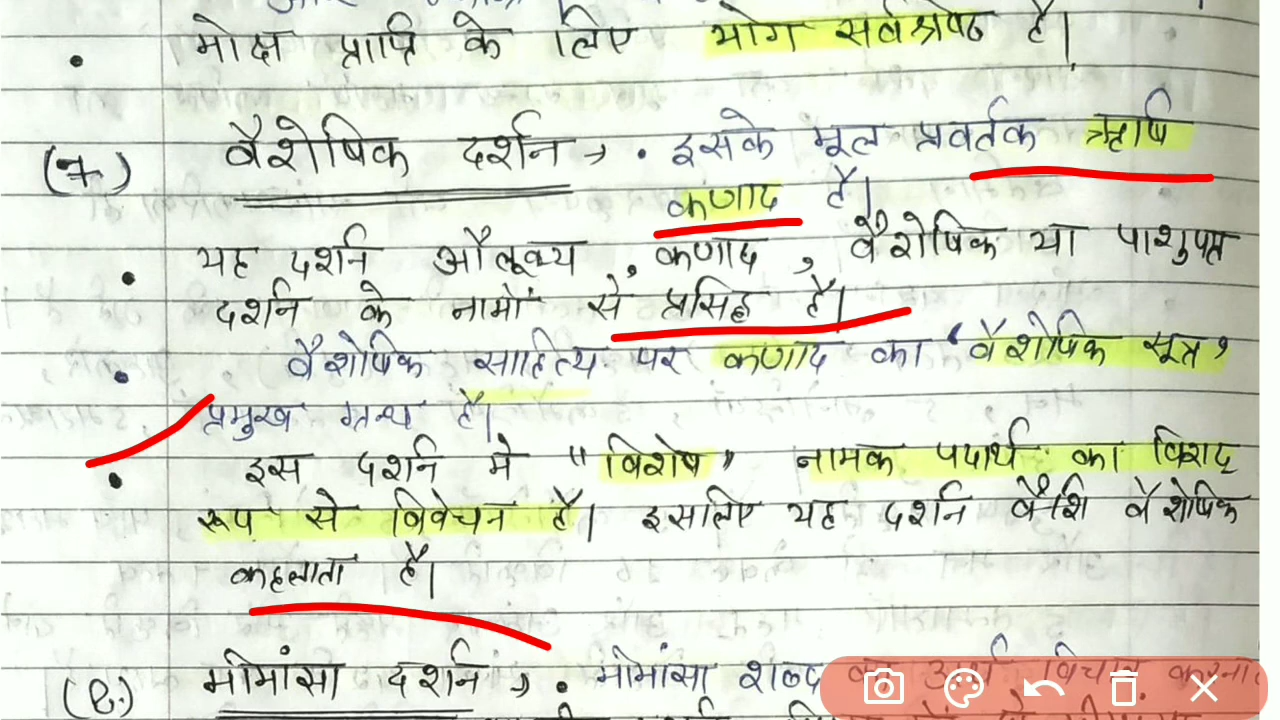 मोक्ष प्राप्ति के लिए योग सर्वश्रेष्ठ है।
(7.) वैशेषिक दर्शन → • इसके मूल प्रवर्तक ऋषि
कणाद है।
• यह दर्शन औलूक्य, कणाद, वैशेषिक या पाशुपत
दर्शन के नामों से प्रसिद्ध है।
• वैशेषिक साहित्य पर कणाद का 'वैशेषिक सूत्र'
प्रमुख ग्रन्थ है।
• इस दर्शन मे "विशेष" नामक पदार्थ का विशद
रूप से विवेचन है। इसलिए यह दर्शन वैशि वैशेषिक
कहलाता है।
(8.) मीमांसा दर्शन → • मीमांसा शब्द का अर्थ विचार करना